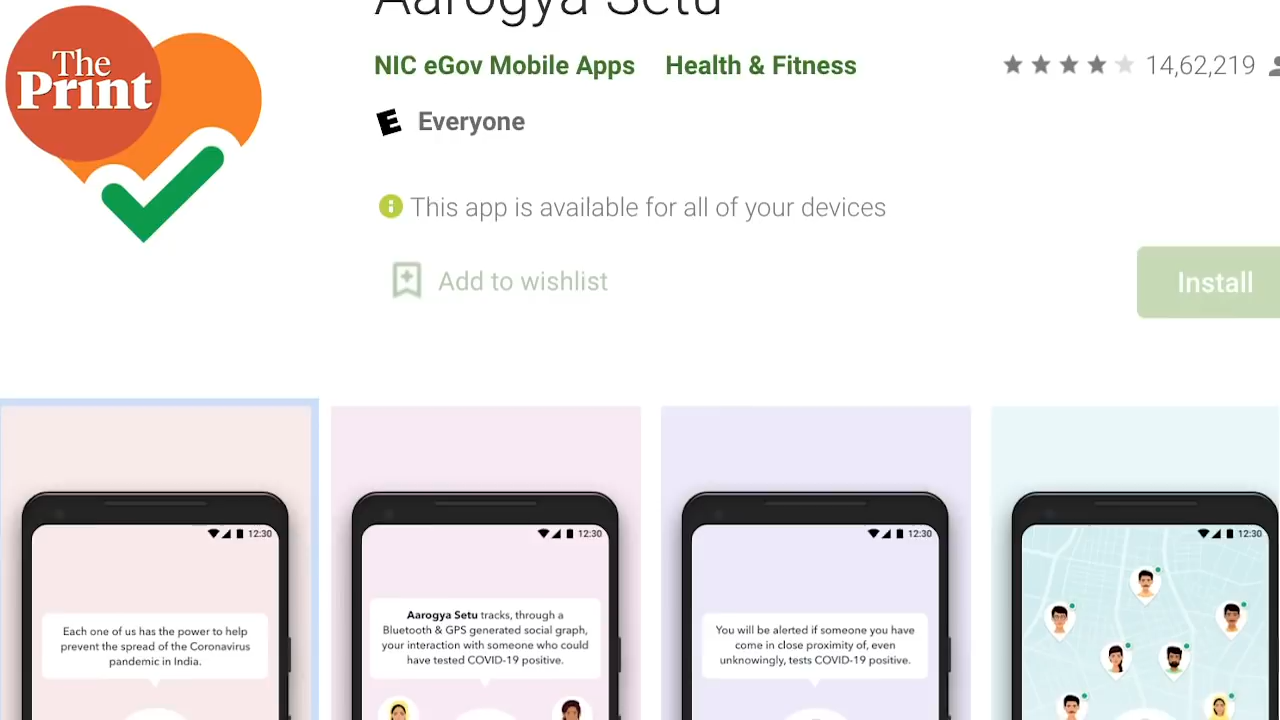 Aarogya Setu
The
Print
NIC eGov Mobile Apps Health & Fitness
14,62,219
E Everyone
This app is available for all of your devices
Add to wishlist
Install
12:30
12:30
12:30
12:30
Each one of us has the power to help
prevent the spread of the Coronavirus
pandemic in India.
Aarogya Setu tracks, through a
Bluetooth & GPS generated social graph,
your interaction with someone who could
have tested COVID-19 positive.
You will be alerted if someone you have
come in close proximity of, even
unknowingly, tests COVID-19 positive.